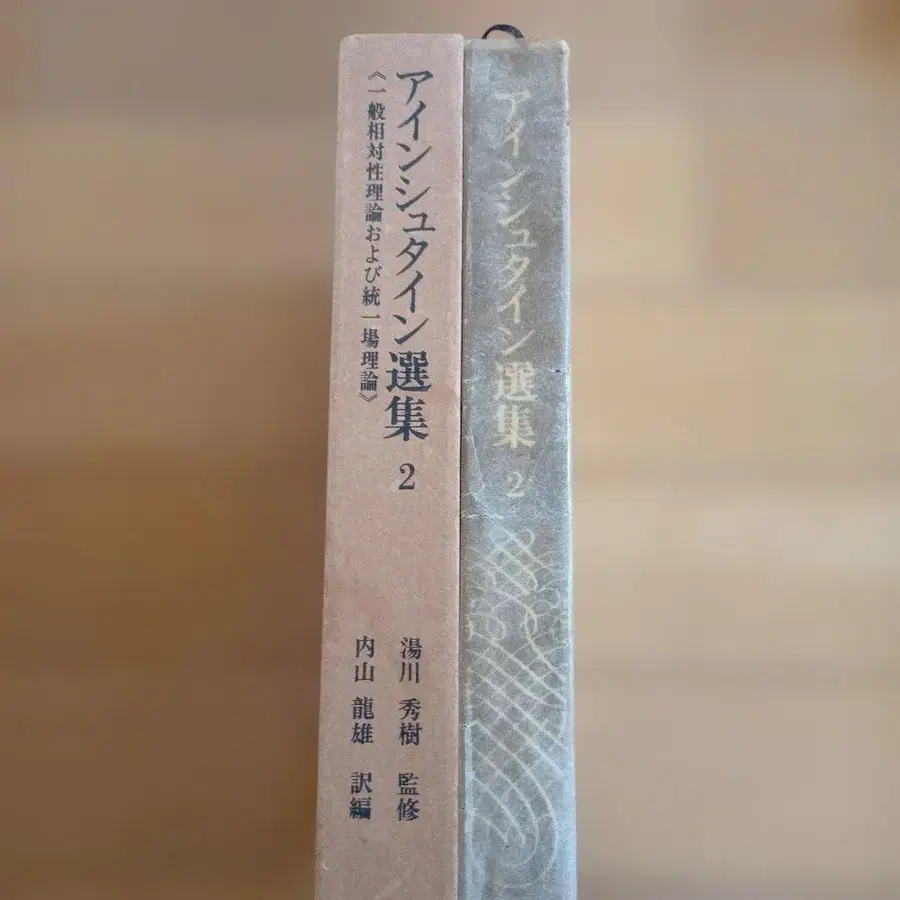 アインシュタイン選集 2
《一般相対性理論および統一場理論》
湯川 秀樹 監修
内山 龍雄 訳編
アインシュタイン選集 2